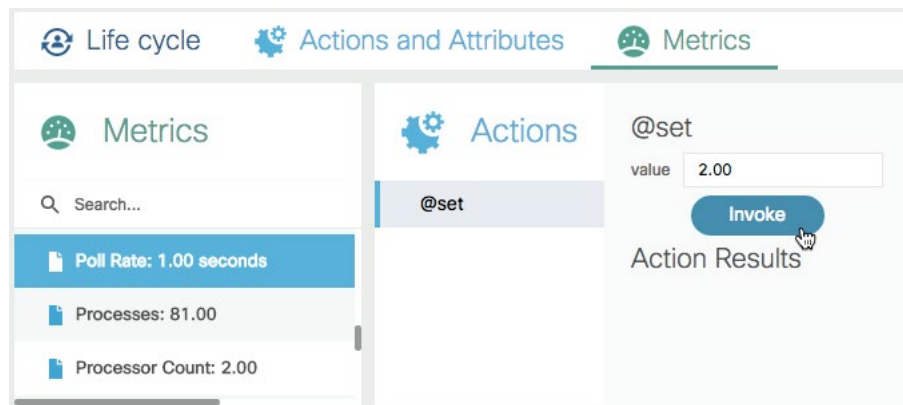 Life cycle
Actions and Attributes
Metrics
Metrics
Search...
Poll Rate: 1.00 seconds
Processes: 81.00
Processor Count: 2.00
Actions
@set
@set
value 2.00
Invoke
Action Results